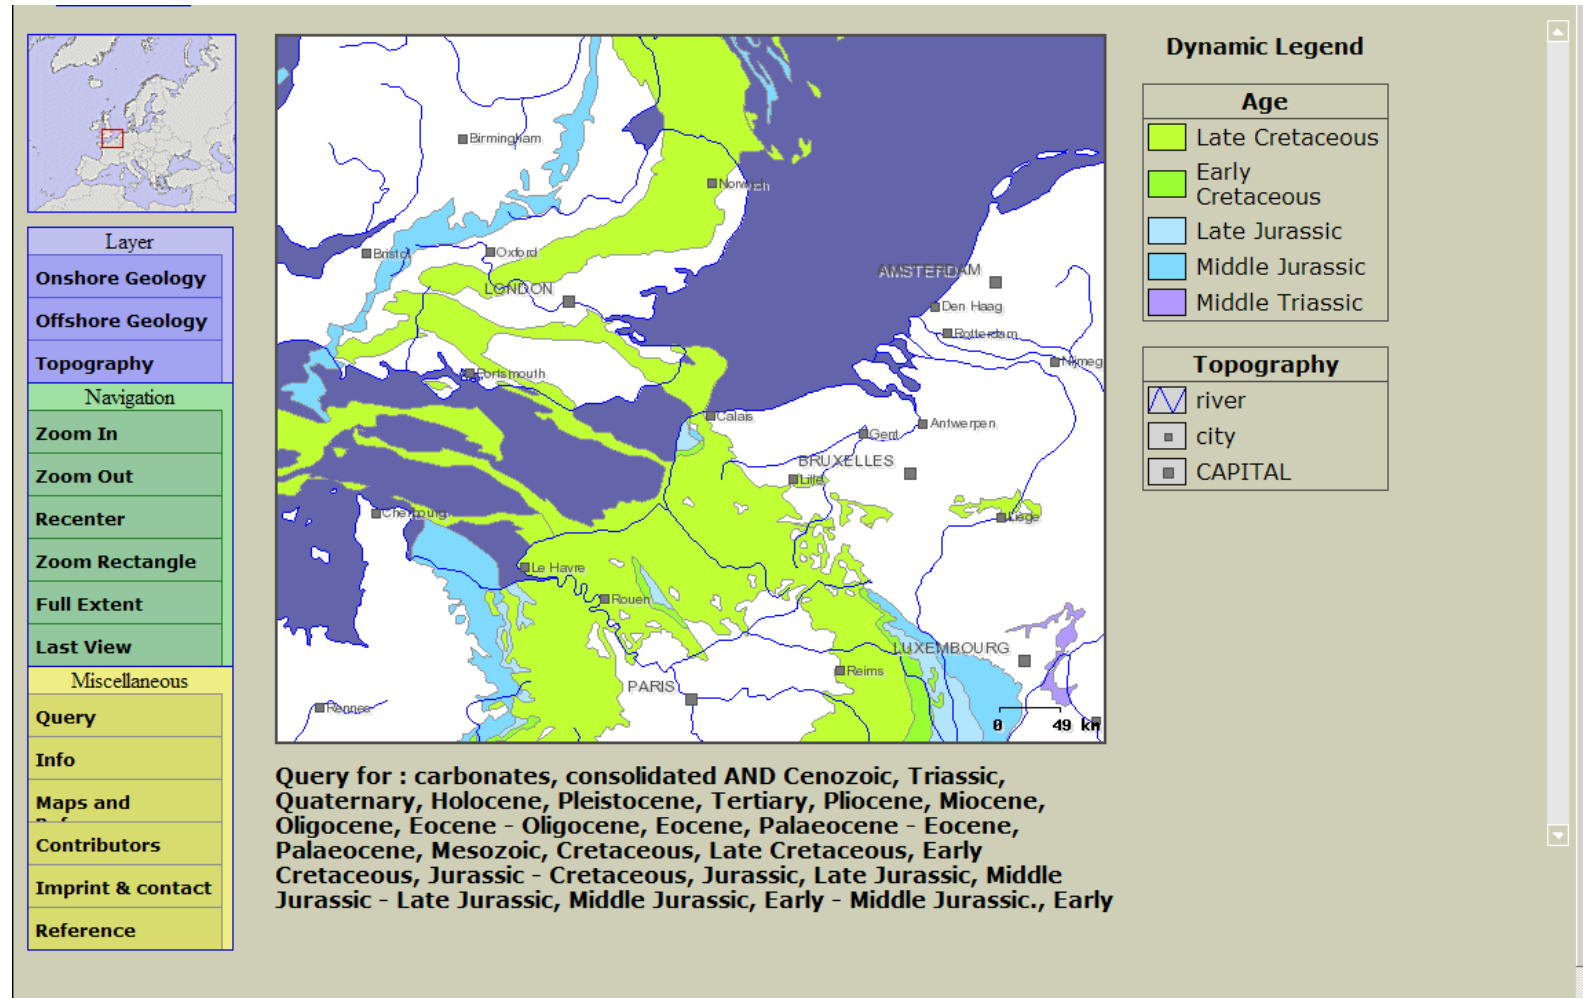 Layer
Onshore Geology
Offshore Geology
Topography
Navigation
Zoom In
Zoom Out
Recenter
Zoom Rectangle
Full Extent
Last View
Miscellaneous
Query
Info
Maps and
Contributors
Imprint & contact
Reference
Birmingham
Norwich
Bristol
Oxford
LONDON
AMSTERDAM
Den Haag
Rotterdam
Nijmeg
Portsmouth
Calais
Antwerpen
Gent
BRUXELLES
Lille
Cherbourg
Liege
Le Havre
Rouen
LUXEMBOURG
Reims
PARIS
Rennes
0 49 km
Query for : carbonates, consolidated AND Cenozoic, Triassic,
Quaternary, Holocene, Pleistocene, Tertiary, Pliocene, Miocene,
Oligocene, Eocene - Oligocene, Eocene, Palaeocene - Eocene,
Palaeocene, Mesozoic, Cretaceous, Late Cretaceous, Early
Cretaceous, Jurassic - Cretaceous, Jurassic, Late Jurassic, Middle
Jurassic - Late Jurassic, Middle Jurassic, Early - Middle Jurassic., Early
Dynamic Legend
Age
Late Cretaceous
Early
Cretaceous
Late Jurassic
Middle Jurassic
Middle Triassic
Topography
river
city
CAPITAL